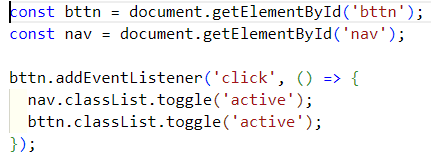 const bttn = document.getElementById('bttn');
const nav = document.getElementById('nav');

bttn.addEventListener('click', () => {
  nav.classList.toggle('active');
  bttn.classList.toggle('active');
});